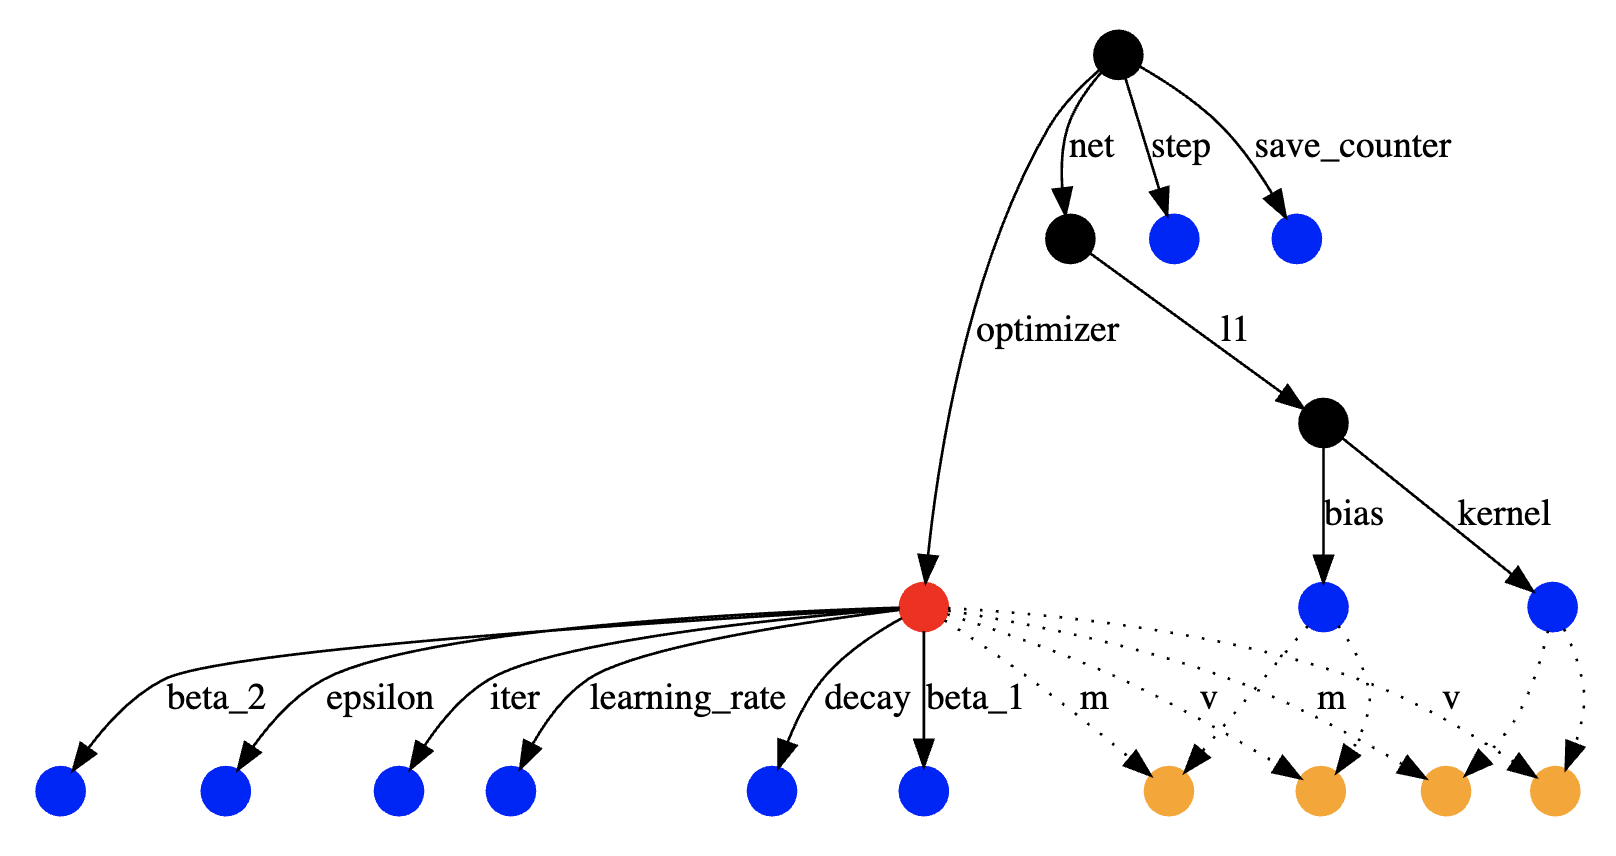 net step save_counter
optimizer l1
bias kernel
beta_2 epsilon iter learning_rate decay beta_1 m v m v